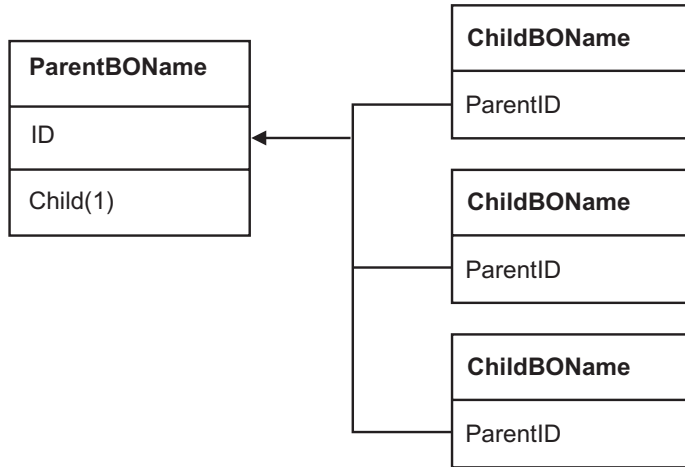 ParentBOName
ID
Child(1)
ChildBOName
ParentID
ChildBOName
ParentID
ChildBOName
ParentID